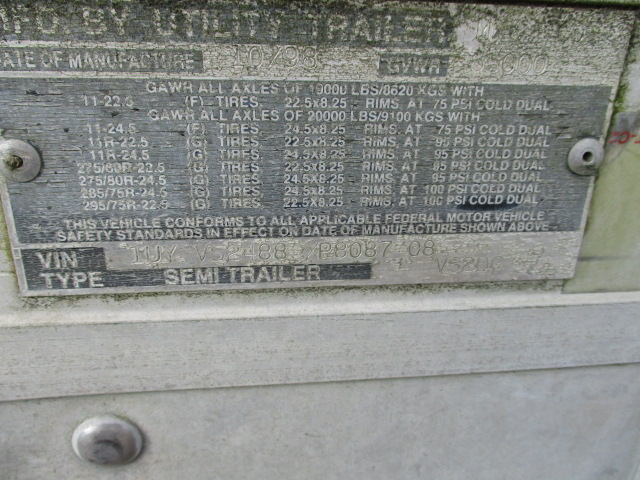 BY UTILITY TRAILER
DATE OF MANUFACTURE 10/98 GVWR
GAWR ALL AXLES OF 19000 LBS/8620 KGS WITH
11-22.5 (F) TIRES, 22.5x8.25 RIMS, AT 75 PSI COLD DUAL
GAWR ALL AXLES OF 20000 LBS/9100 KGS WITH
11-24.5 (F) TIRES, 24.5x8.25 RIMS, AT 75 PSI COLD DUAL
11R-22.5 (G) TIRES, 22.5x8.25 RIMS, AT 95 PSI COLD DUAL
11R-24.5 (G) TIRES, 24.5x8.25 RIMS, AT 95 PSI COLD DUAL
275/80R-22.5 (G) TIRES, 22.5x8.25 RIMS, AT 95 PSI COLD DUAL
275/80R-24.5 (G) TIRES, 24.5x8.25 RIMS, AT 95 PSI COLD DUAL
285/75R-24.5 (G) TIRES, 24.5x8.25 RIMS, AT 100 PSI COLD DUAL
295/75R-22.5 (G) TIRES, 22.5x8.25 RIMS, AT 100 PSI COLD DUAL
THIS VEHICLE CONFORMS TO ALL APPLICABLE FEDERAL MOTOR VEHICLE
SAFETY STANDARDS IN EFFECT ON DATE OF MANUFACTURE SHOWN ABOVE.
VIN 1UY VS2488
TYPE SEMI TRAILER